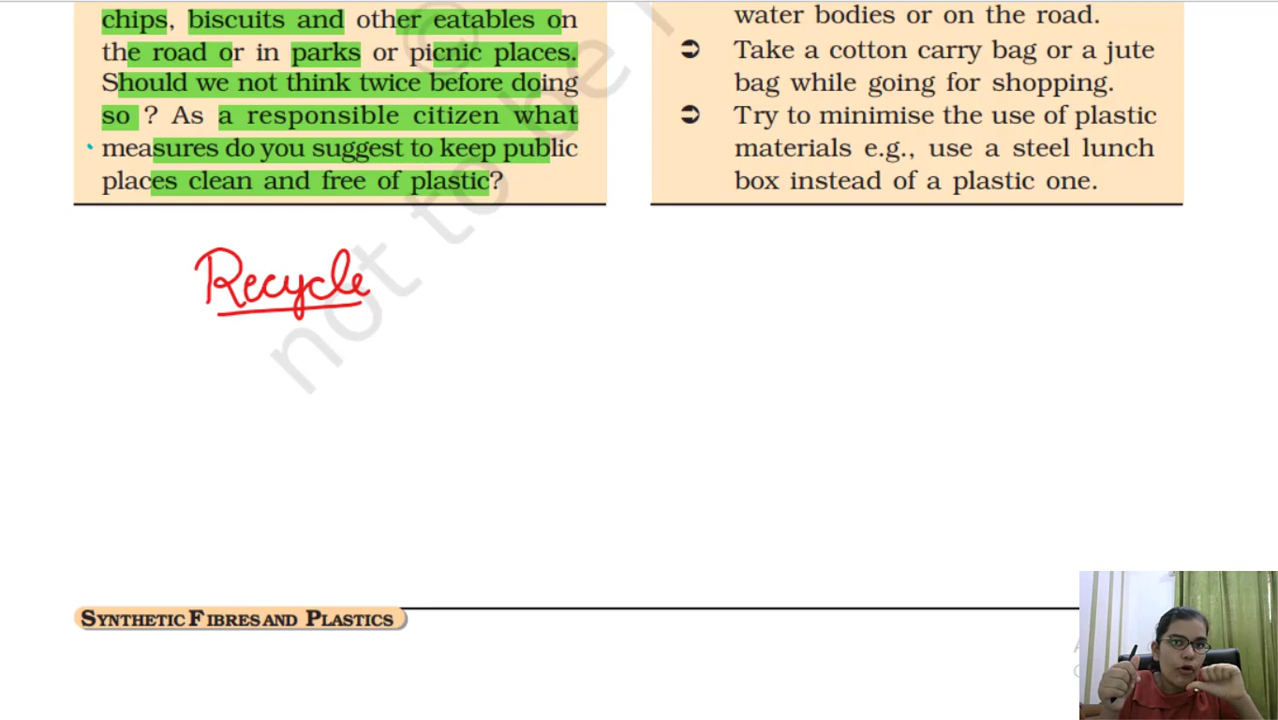 chips, biscuits and other eatables on
the road or in parks or picnic places.
Should we not think twice before doing
so ? As a responsible citizen what
measures do you suggest to keep public
places clean and free of plastic?
water bodies or on the road.
➲ Take a cotton carry bag or a jute
bag while going for shopping.
➲ Try to minimise the use of plastic
materials e.g., use a steel lunch
box instead of a plastic one.
© not to be r
Recycle
SYNTHETIC FIBRES AND PLASTICS